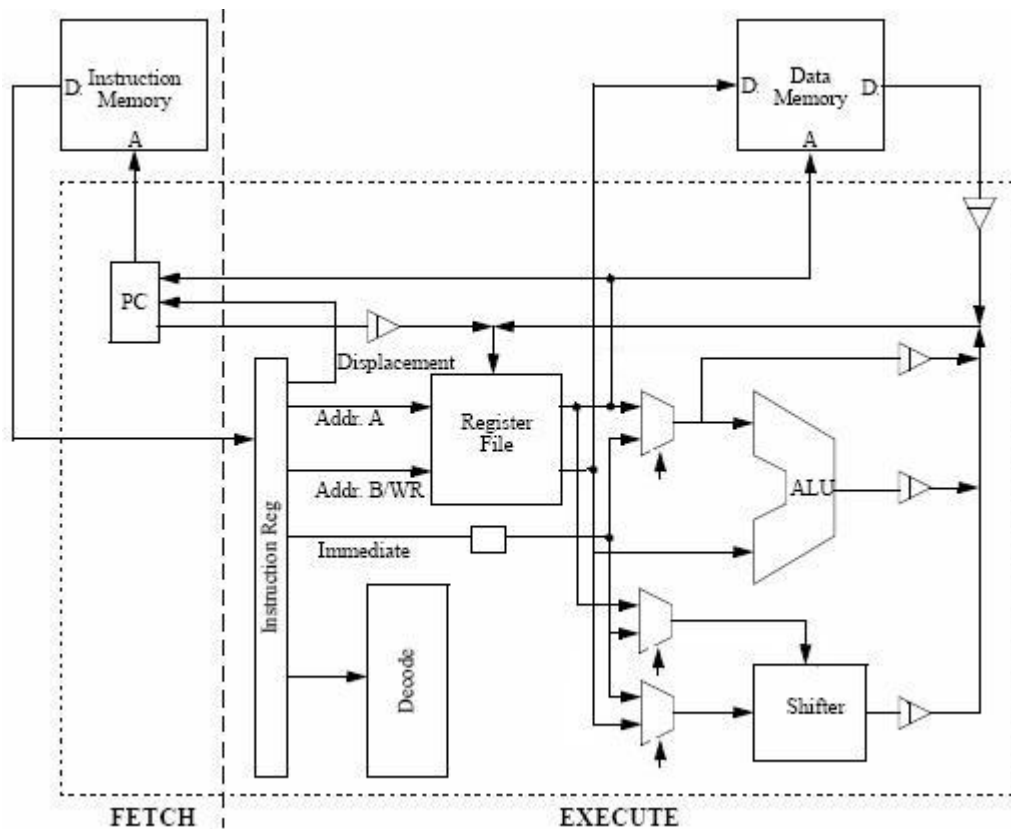 D
Instruction
Memory
A
D
Data
Memory
D
A
PC
Displacement
Addr. A
Addr. B/WR
Immediate
Instruction Reg
Register
File
ALU
Decode
Shifter
FETCH
EXECUTE